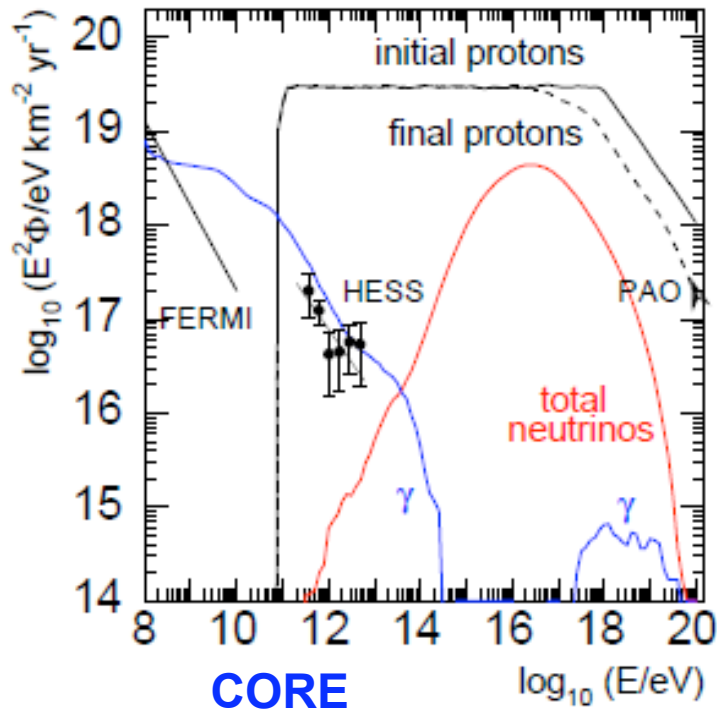 log₁₀ (E²Φ/eV km⁻² yr⁻¹)
20
19
18
17
16
15
14
initial protons
final protons
HESS
PAO
FERMI
total
neutrinos
γ
γ
8 10 12 14 16 18 20
CORE
log₁₀ (E/eV)